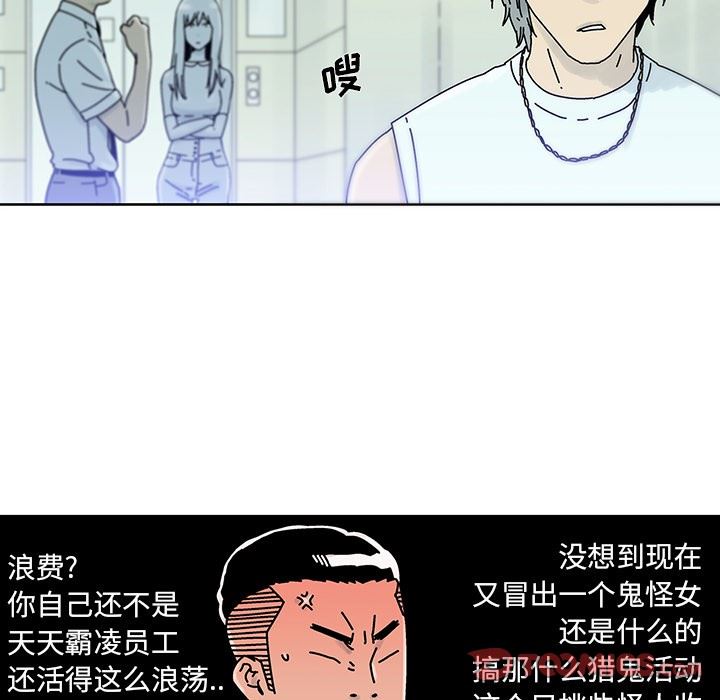 嗖
浪费?
你自己还不是
天天霸凌员工
还活得这么浪荡..
没想到现在
又冒出一个鬼怪女
还是什么的
搞那什么猎鬼活动